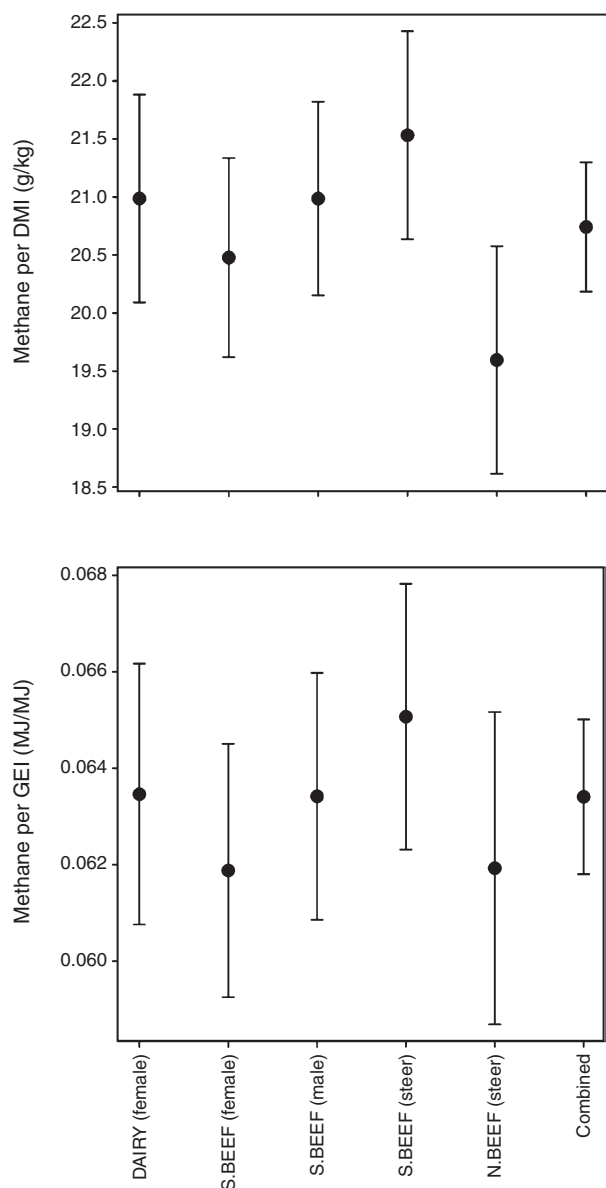 Methane per DMI (g/kg)
22.5
22.0
21.5
21.0
20.5
20.0
19.5
19.0
18.5
Methane per GEI (MJ/MJ)
0.068
0.066
0.064
0.062
0.060
DAIRY (female)
S.BEEF (female)
S.BEEF (male)
S.BEEF (steer)
N.BEEF (steer)
Combined